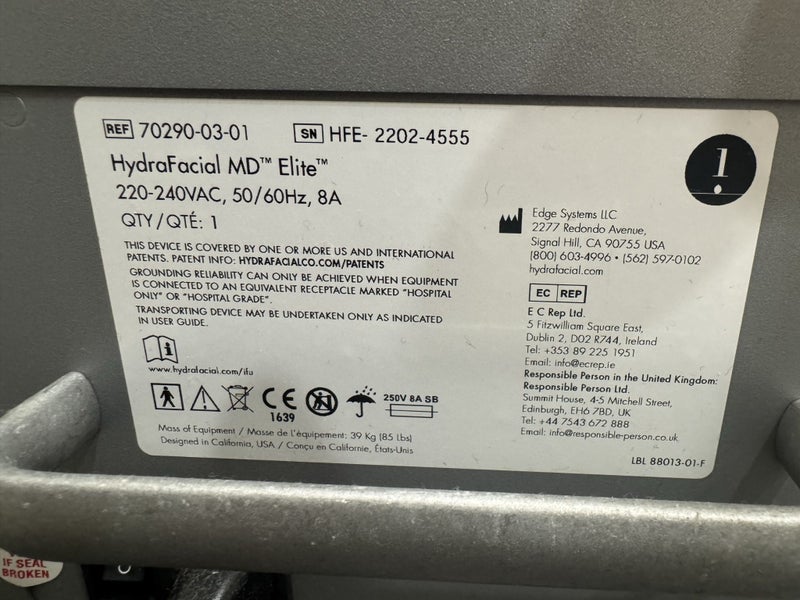 REF 70290-03-01
SN HFE- 2202-4555
HydraFacial MD™ Elite™
220-240VAC, 50/60Hz, 8A
QTY/QTÉ: 1
THIS DEVICE IS COVERED BY ONE OR MORE US AND INTERNATIONAL
PATENTS. PATENT INFO: HYDRAFACIALCO.COM/PATENTS
GROUNDING RELIABILITY CAN ONLY BE ACHIEVED WHEN EQUIPMENT
IS CONNECTED TO AN EQUIVALENT RECEPTACLE MARKED "HOSPITAL
ONLY" OR "HOSPITAL GRADE".
TRANSPORTING DEVICE MAY BE UNDERTAKEN ONLY AS INDICATED
IN USER GUIDE.
www.hydrafacial.com/ifu
CE
1639
250V 8A SB
Mass of Equipment / Masse de l'équipement: 39 Kg (85 Lbs)
Designed in California, USA / Conçu en Californie, États-Unis
1
Edge Systems LLC
2277 Redondo Avenue,
Signal Hill, CA 90755 USA
(800) 603-4996 • (562) 597-0102
hydrafacial.com
EC REP
E C Rep Ltd.
5 Fitzwilliam Square East,
Dublin 2, D02 R744, Ireland
Tel: +353 89 225 1951
Email: info@ecrep.ie
Responsible Person in the United Kingdom:
Responsible Person Ltd.
Summit House, 4-5 Mitchell Street,
Edinburgh, EH6 7BD, UK
Tel: +44 7543 672 888
Email: info@responsible-person.co.uk
LBL 88013-01-F
IF SEAL
BROKEN